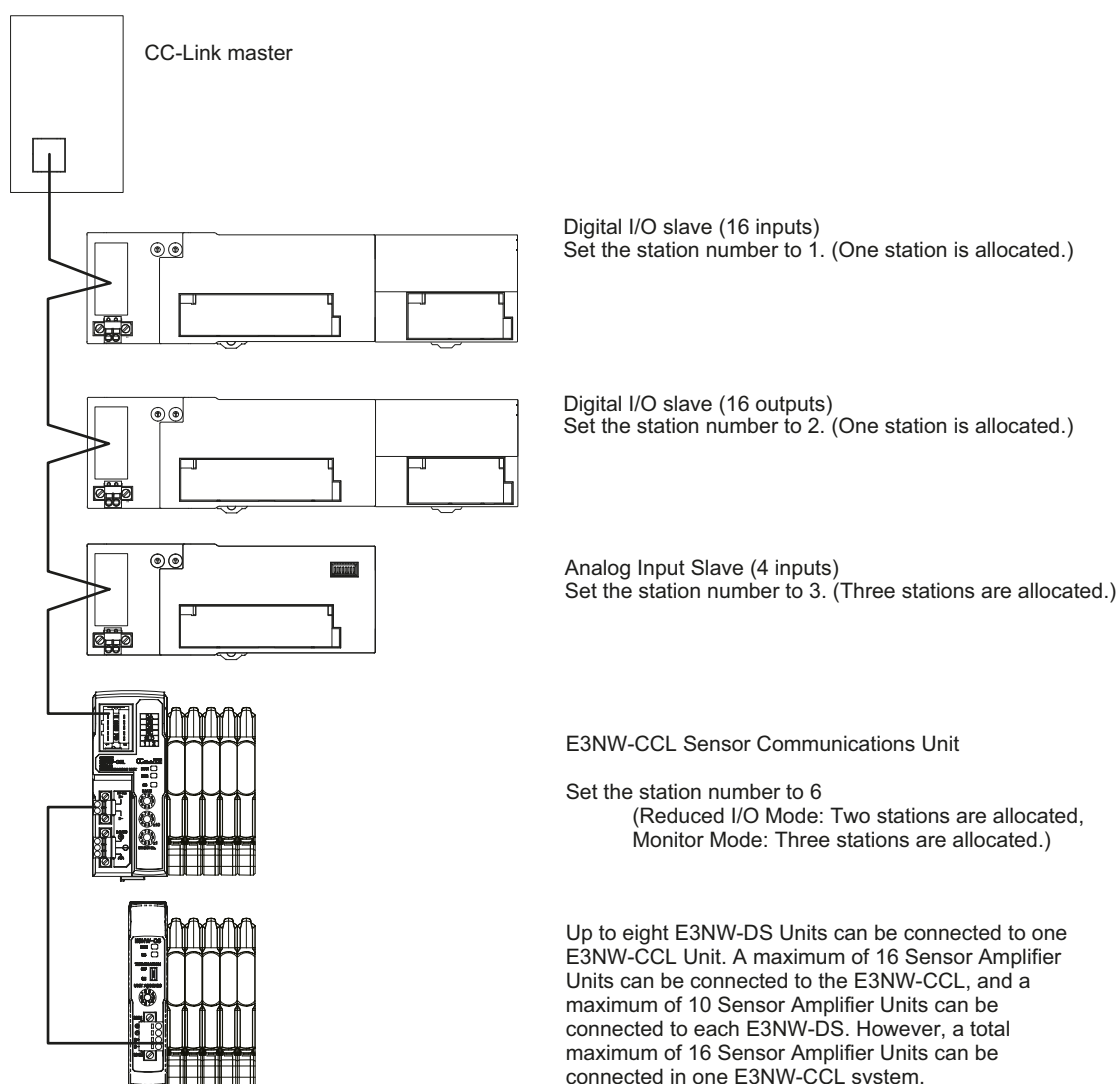 CC-Link master
Digital I/O slave (16 inputs)
Set the station number to 1. (One station is allocated.)
Digital I/O slave (16 outputs)
Set the station number to 2. (One station is allocated.)
Analog Input Slave (4 inputs)
Set the station number to 3. (Three stations are allocated.)
E3NW-CCL Sensor Communications Unit
Set the station number to 6
(Reduced I/O Mode: Two stations are allocated,
Monitor Mode: Three stations are allocated.)
E3NW-DS
Up to eight E3NW-DS Units can be connected to one
E3NW-CCL Unit. A maximum of 16 Sensor Amplifier
Units can be connected to the E3NW-CCL, and a
maximum of 10 Sensor Amplifier Units can be
connected to each E3NW-DS. However, a total
maximum of 16 Sensor Amplifier Units can be
connected in one E3NW-CCL system.